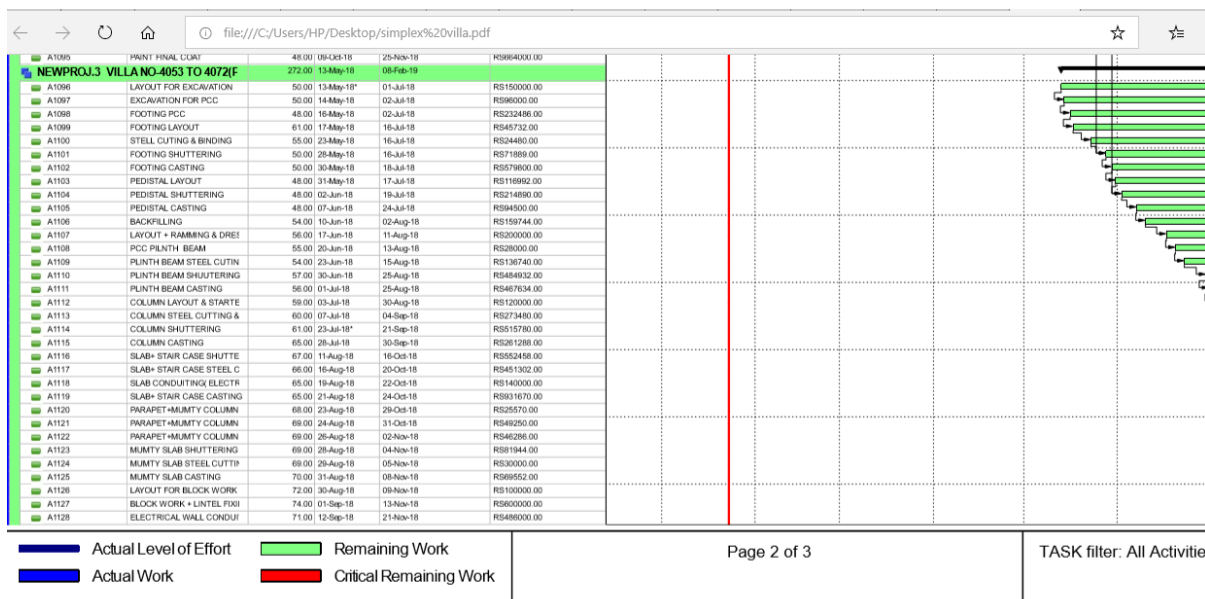 file:///C:/Users/HP/Desktop/simplex%20villa.pdf
A1095 PAINT FINAL COAT 48.00 09-Oct-18 25-Nov-18 RS664000.00
NEWPROJ.3 VILLA NO-4053 TO 4072(F 272.00 13-May-18 08-Feb-19
A1096 LAYOUT FOR EXCAVATION 50.00 13-May-18* 01-Jul-18 RS150000.00
A1097 EXCAVATION FOR PCC 50.00 14-May-18 02-Jul-18 RS96000.00
A1098 FOOTING PCC 48.00 16-May-18 02-Jul-18 RS232486.00
A1099 FOOTING LAYOUT 61.00 17-May-18 16-Jul-18 RS45732.00
A1100 STELL CUTING & BINDING 55.00 23-May-18 16-Jul-18 RS24480.00
A1101 FOOTING SHUTTERING 50.00 28-May-18 16-Jul-18 RS71889.00
A1102 FOOTING CASTING 50.00 30-May-18 18-Jul-18 RS579800.00
A1103 PEDISTAL LAYOUT 48.00 31-May-18 17-Jul-18 RS116992.00
A1104 PEDISTAL SHUTTERING 48.00 02-Jun-18 19-Jul-18 RS214890.00
A1105 PEDISTAL CASTING 48.00 07-Jun-18 24-Jul-18 RS94500.00
A1106 BACKFILLING 54.00 10-Jun-18 02-Aug-18 RS159744.00
A1107 LAYOUT + RAMMING & DRES 56.00 17-Jun-18 11-Aug-18 RS200000.00
A1108 PCC PILNTH BEAM 55.00 20-Jun-18 13-Aug-18 RS28000.00
A1109 PLINTH BEAM STEEL CUTIN 54.00 23-Jun-18 15-Aug-18 RS136740.00
A1110 PLINTH BEAM SHUUTERING 57.00 30-Jun-18 25-Aug-18 RS484932.00
A1111 PLINTH BEAM CASTING 56.00 01-Jul-18 25-Aug-18 RS467634.00
A1112 COLUMN LAYOUT & STARTE 59.00 03-Jul-18 30-Aug-18 RS120000.00
A1113 COLUMN STEEL CUTTING & 60.00 07-Jul-18 04-Sep-18 RS273480.00
A1114 COLUMN SHUTTERING 61.00 23-Jul-18* 21-Sep-18 RS515780.00
A1115 COLUMN CASTING 65.00 28-Jul-18 30-Sep-18 RS261288.00
A1116 SLAB+ STAIR CASE SHUTTE 67.00 11-Aug-18 16-Oct-18 RS552458.00
A1117 SLAB+ STAIR CASE STEEL C 66.00 16-Aug-18 20-Oct-18 RS451302.00
A1118 SLAB CONDUITING( ELECTR 65.00 19-Aug-18 22-Oct-18 RS140000.00
A1119 SLAB+ STAIR CASE CASTING 65.00 21-Aug-18 24-Oct-18 RS931670.00
A1120 PARAPET+MUMTY COLUMN 68.00 23-Aug-18 29-Oct-18 RS25570.00
A1121 PARAPET+MUMTY COLUMN 69.00 24-Aug-18 31-Oct-18 RS49250.00
A1122 PARAPET+MUMTY COLUMN 69.00 26-Aug-18 02-Nov-18 RS46286.00
A1123 MUMTY SLAB SHUTTERING 69.00 28-Aug-18 04-Nov-18 RS81944.00
A1124 MUMTY SLAB STEEL CUTTIN 69.00 29-Aug-18 05-Nov-18 RS30000.00
A1125 MUMTY SLAB CASTING 70.00 31-Aug-18 08-Nov-18 RS69552.00
A1126 LAYOUT FOR BLOCK WORK 72.00 30-Aug-18 09-Nov-18 RS100000.00
A1127 BLOCK WORK + LINTEL FIXII 74.00 01-Sep-18 13-Nov-18 RS600000.00
A1128 ELECTRICAL WALL CONDUI 71.00 12-Sep-18 21-Nov-18 RS486000.00
Actual Level of Effort Remaining Work Page 2 of 3 TASK filter: All Activitie
Actual Work Critical Remaining Work